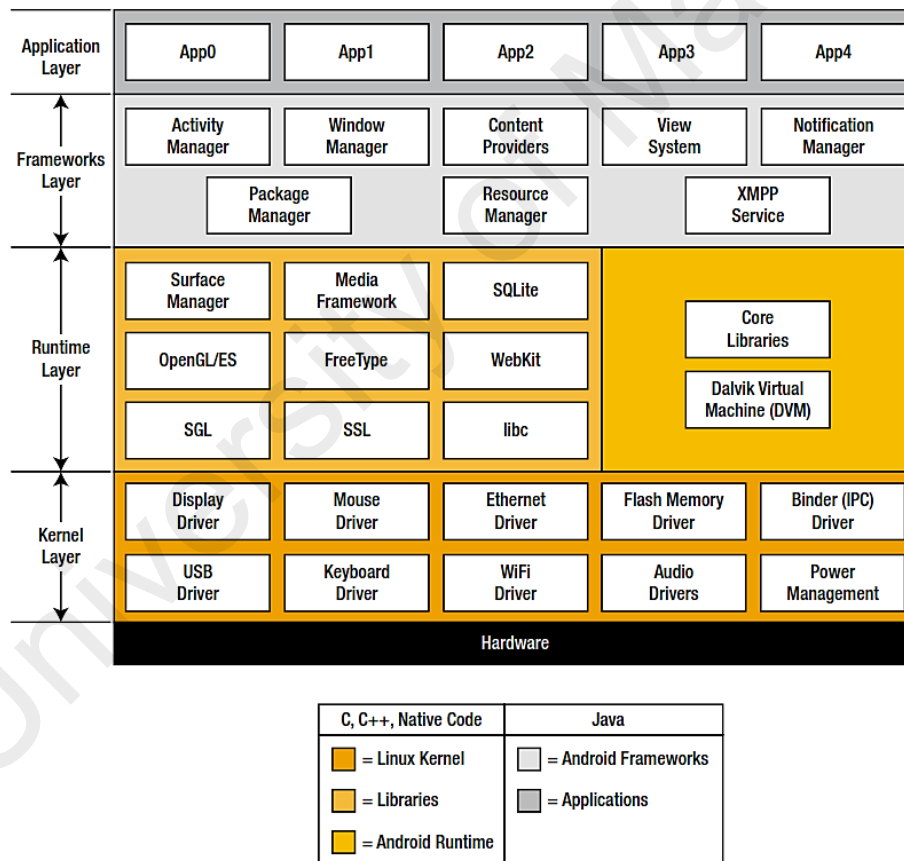 Application
Layer
App0
App1
App2
App3
App4
Frameworks
Layer
Activity
Manager
Window
Manager
Content
Providers
View
System
Notification
Manager
Package
Manager
Resource
Manager
XMPP
Service
Runtime
Layer
Surface
Manager
Media
Framework
SQLite
OpenGL/ES
FreeType
WebKit
SGL
SSL
libc
Core
Libraries
Dalvik Virtual
Machine (DVM)
Kernel
Layer
Display
Driver
Mouse
Driver
Ethernet
Driver
Flash Memory
Driver
Binder (IPC)
Driver
USB
Driver
Keyboard
Driver
WiFi
Driver
Audio
Drivers
Power
Management
Hardware
C, C++, Native Code
Java
= Linux Kernel
= Android Frameworks
= Libraries
= Applications
= Android Runtime
University of Ma